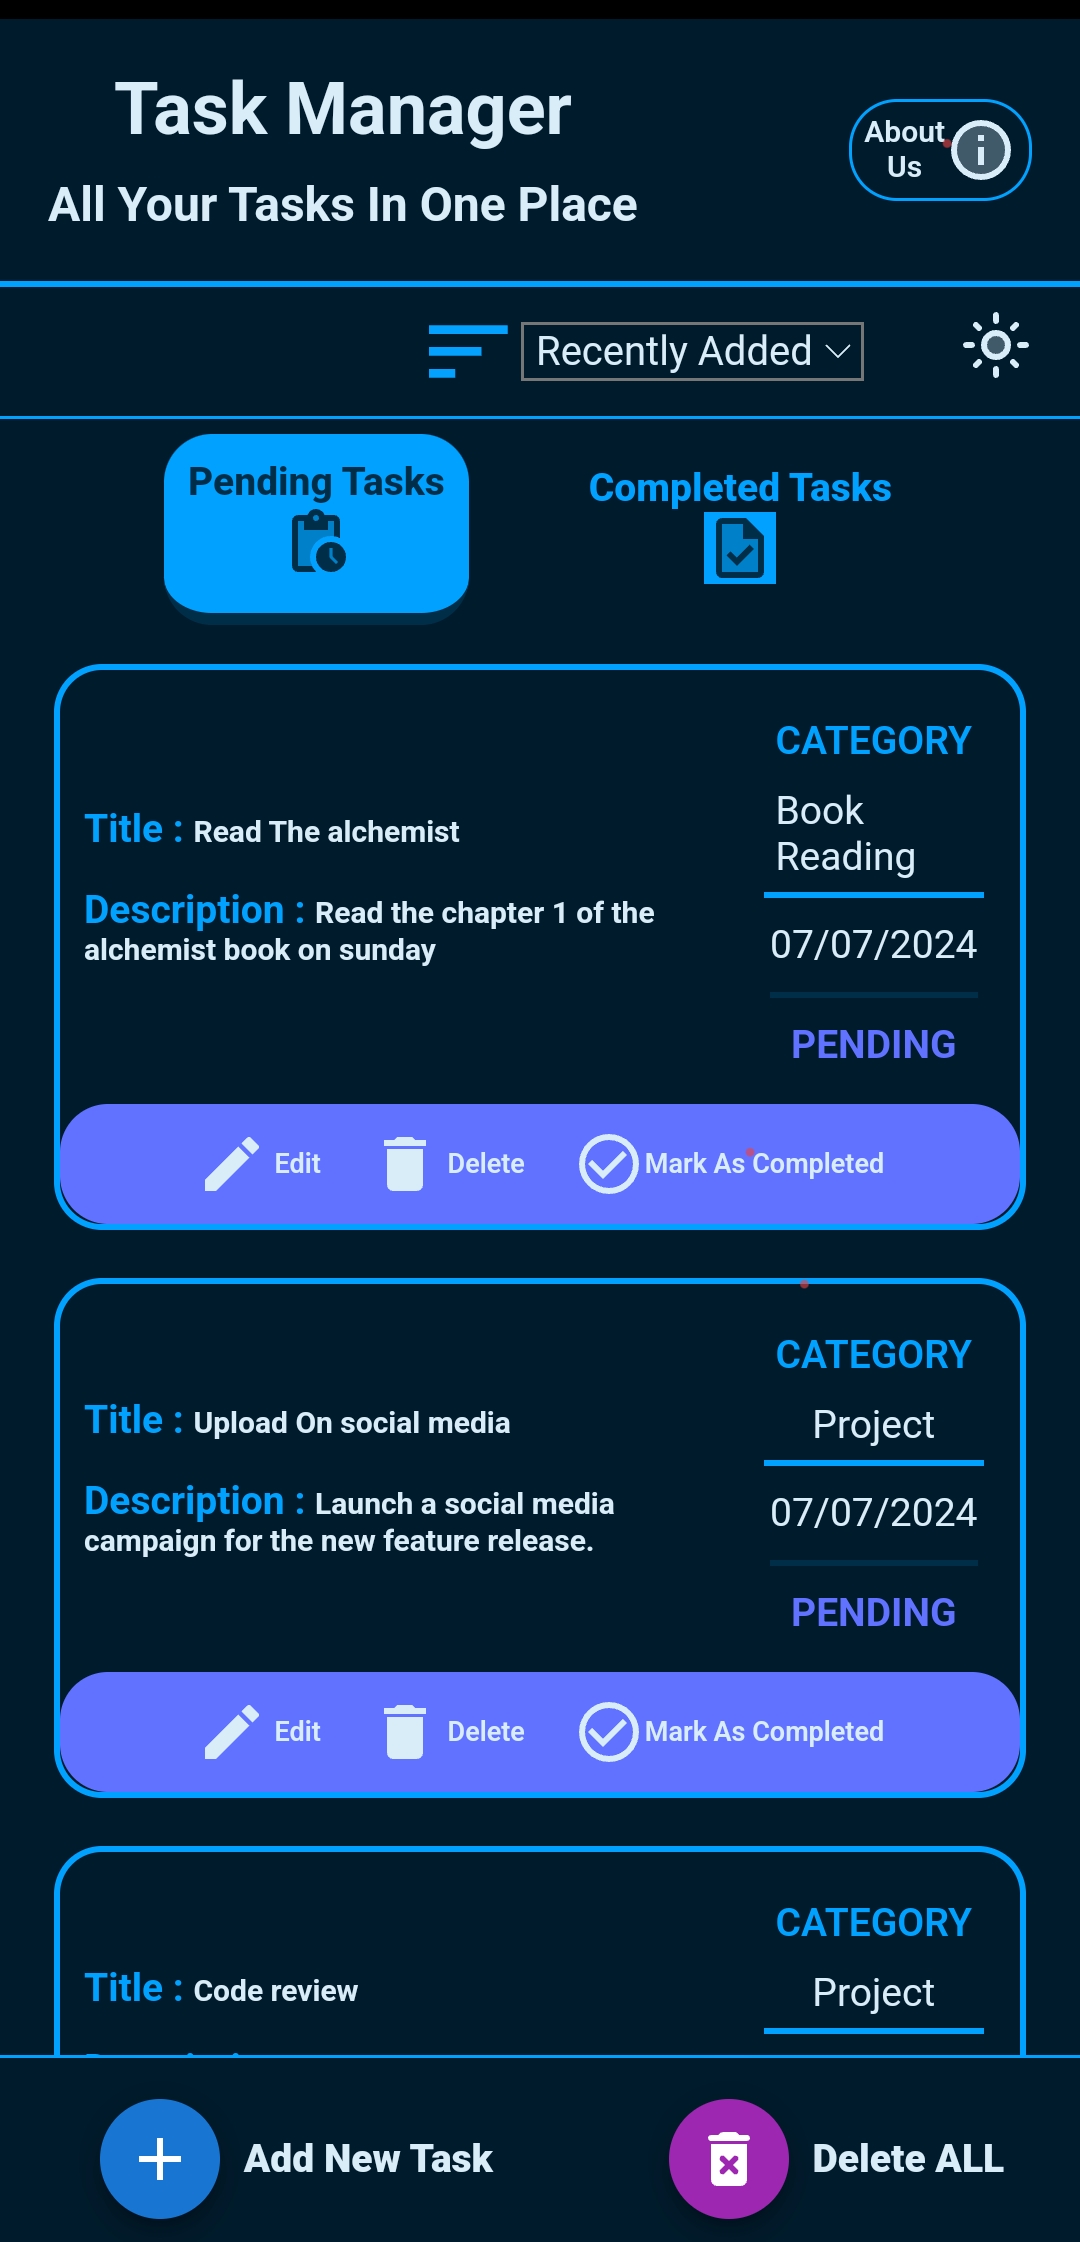 Task Manager
All Your Tasks In One Place
About
Us
Recently Added
Pending Tasks
Completed Tasks
CATEGORY
Book
Reading
07/07/2024
PENDING
Title : Read The alchemist
Description : Read the chapter 1 of the
alchemist book on sunday
Edit Delete Mark As Completed
CATEGORY
Project
07/07/2024
PENDING
Title : Upload On social media
Description : Launch a social media
campaign for the new feature release.
Edit Delete Mark As Completed
CATEGORY
Project
Title : Code review
Add New Task
Delete ALL